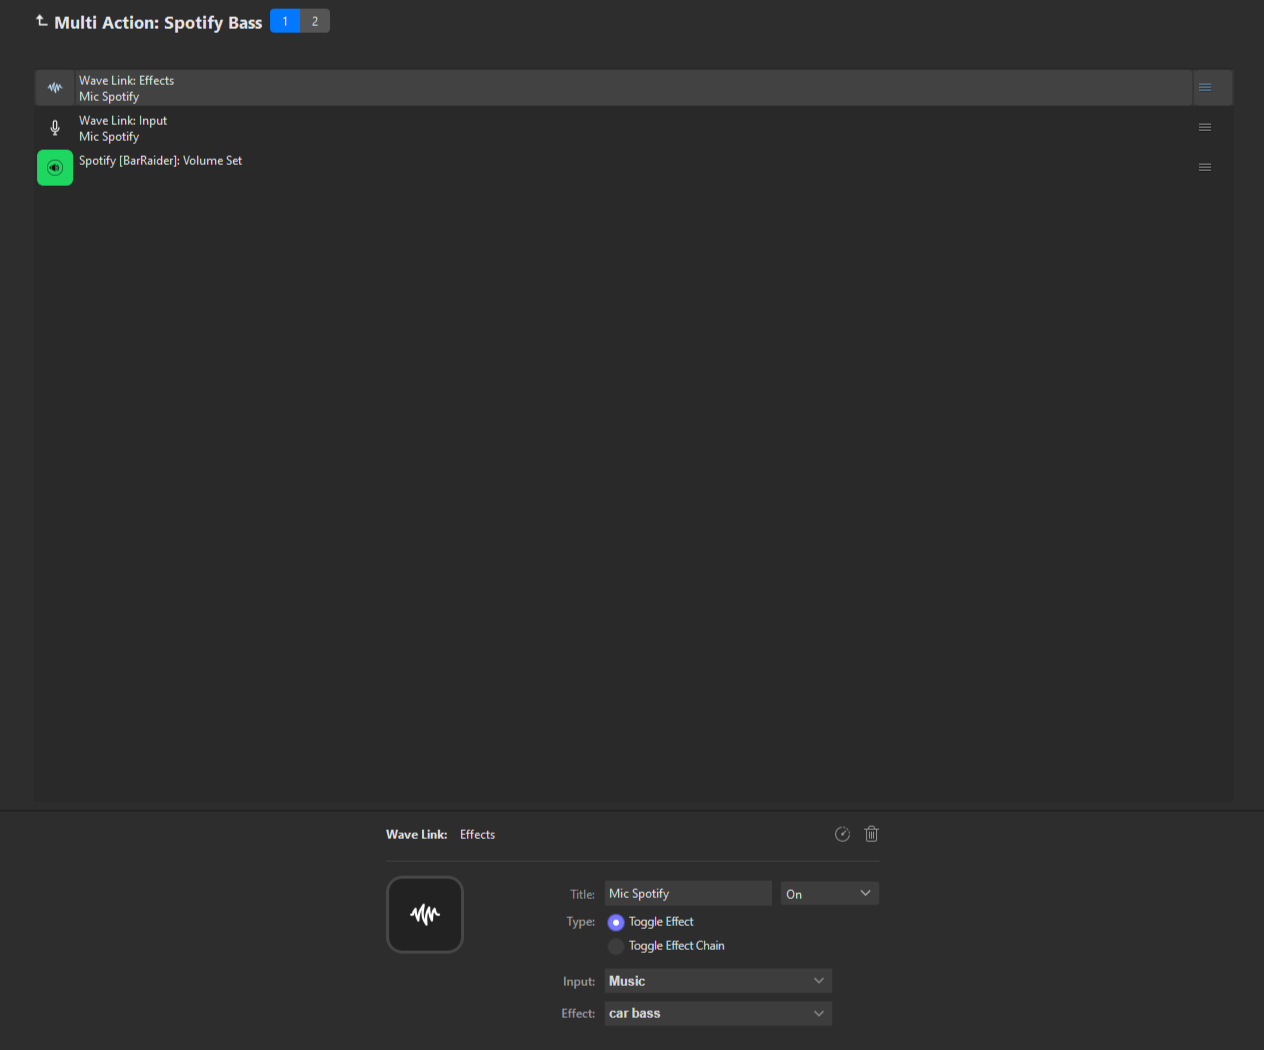 Multi Action: Spotify Bass 1 2
Wave Link: Effects
Mic Spotify
Wave Link: Input
Mic Spotify
Spotify [BarRaider]: Volume Set
Wave Link: Effects
Title: Mic Spotify On
Type: Toggle Effect
Toggle Effect Chain
Input: Music
Effect: car bass